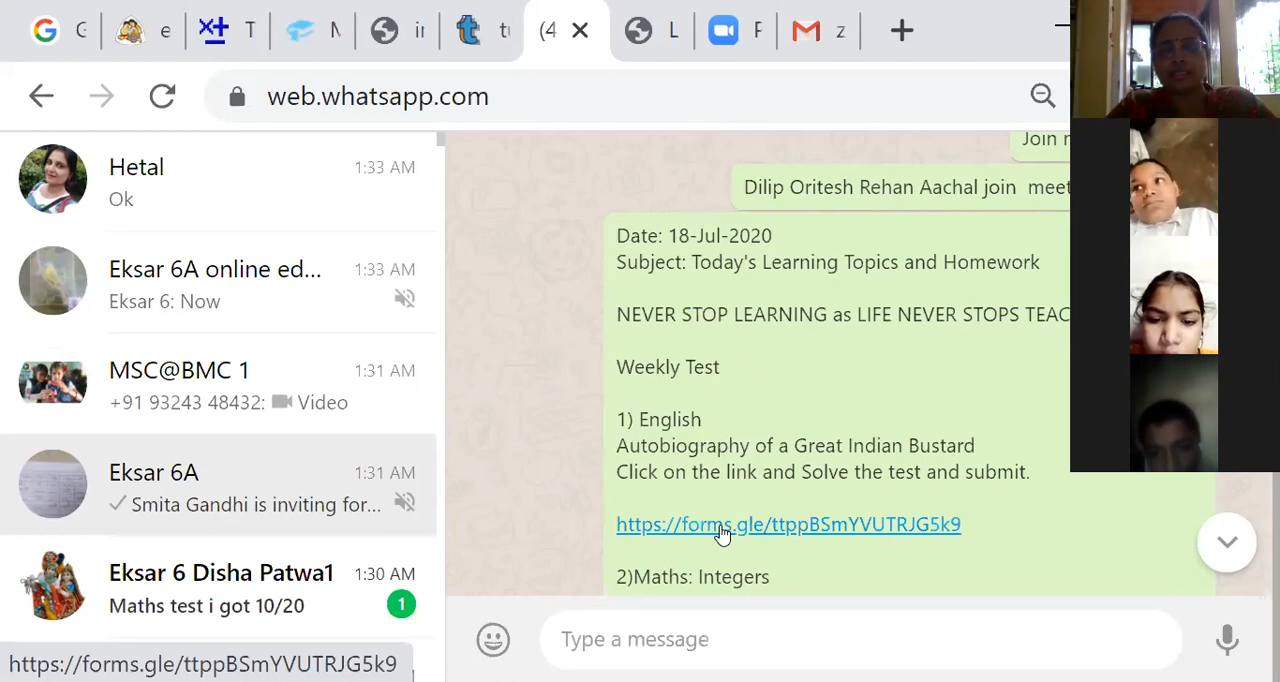 G
e
T
N
ir
tu
(4
L
F
z
web.whatsapp.com
Hetal
1:33 AM
Ok
Eksar 6A online ed...
1:33 AM
Eksar 6: Now
MSC@BMC 1
1:31 AM
+91 93243 48432: Video
Eksar 6A
1:31 AM
Smita Gandhi is inviting for...
Eksar 6 Disha Patwa1
1:30 AM
Maths test i got 10/20
1
https://forms.gle/ttppBSmYVUTRJG5k9
Join
Dilip Oritesh Rehan Aachal join meet
Date: 18-Jul-2020
Subject: Today's Learning Topics and Homework
NEVER STOP LEARNING as LIFE NEVER STOPS TEAC
Weekly Test
1) English
Autobiography of a Great Indian Bustard
Click on the link and Solve the test and submit.
https://forms.gle/ttppBSmYVUTRJG5k9
2)Maths: Integers
Type a message